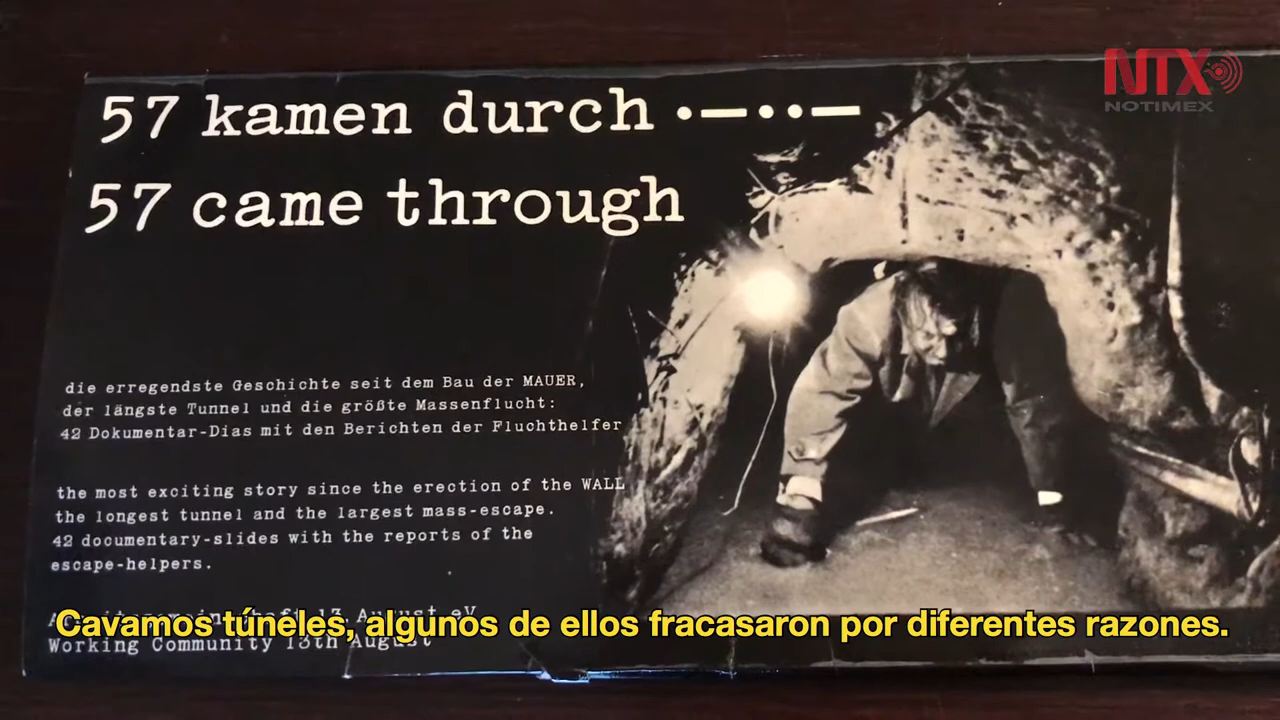 57 kamen durch
57 came through
NTX
NOTIMEX
die erregendste Geschichte seit dem Bau der MAUER,
der längste Tunnel und die größte Massenflucht:
42 Dokumentar-Dias mit den Berichten der Fluchthelfer
the most exciting story since the erection of the WALL
the longest tunnel and the largest mass-escape.
42 documentary-slides with the reports of the
escape-helpers.
13. August eV
Working Community 13th August
Cavamos túneles, algunos de ellos fracasaron por diferentes razones.